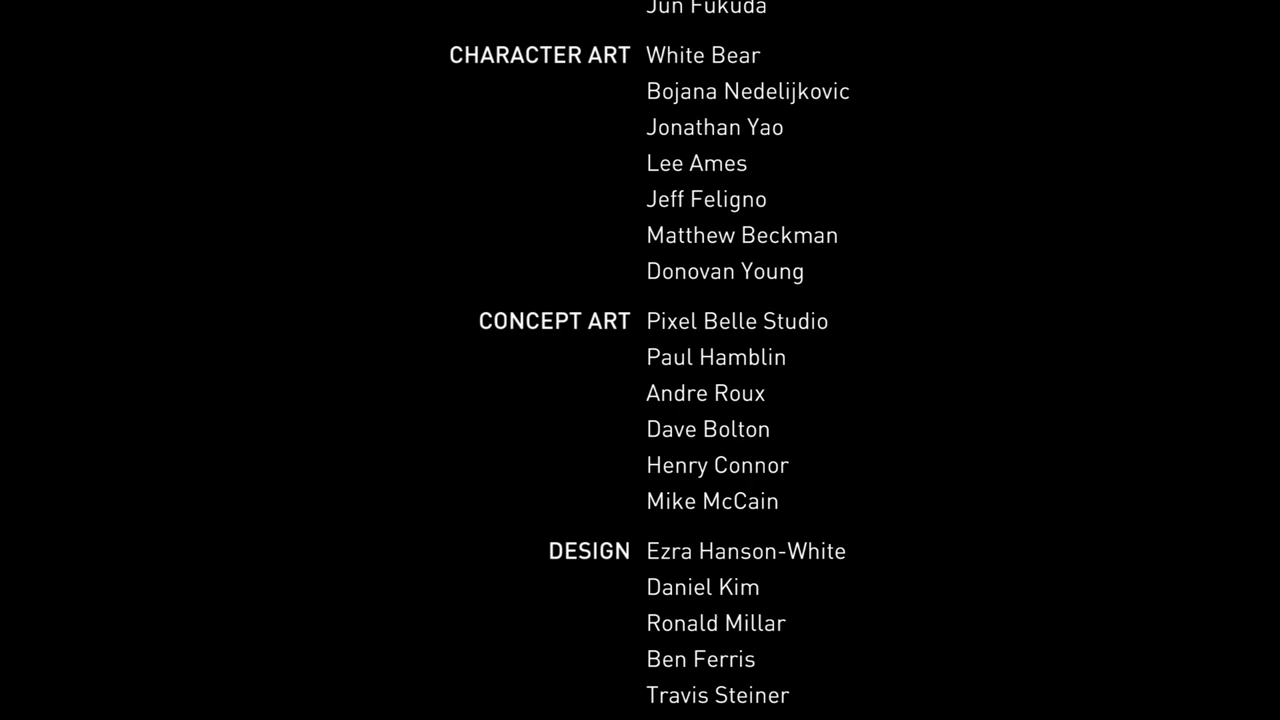 Jun Fukuda
CHARACTER ART White Bear
Bojana Nedelijkovic
Jonathan Yao
Lee Ames
Jeff Feligno
Matthew Beckman
Donovan Young
CONCEPT ART Pixel Belle Studio
Paul Hamblin
Andre Roux
Dave Bolton
Henry Connor
Mike McCain
DESIGN Ezra Hanson-White
Daniel Kim
Ronald Millar
Ben Ferris
Travis Steiner